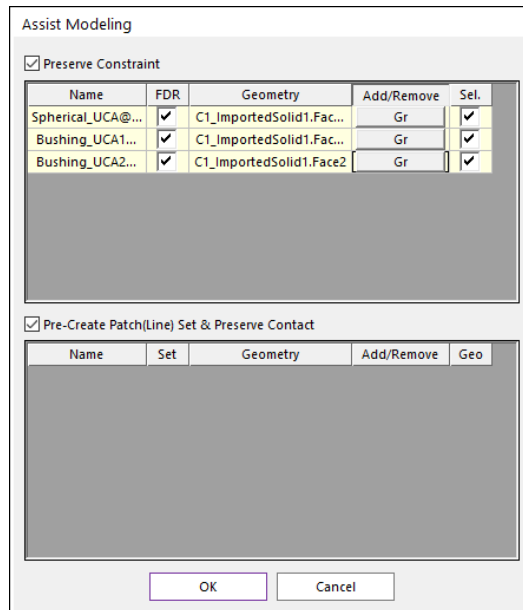 Assist Modeling
Preserve Constraint
Name FDR Geometry Add/Remove Sel.
Spherical_UCA@... C1_ImportedSolid1.Fac... Gr
Bushing_UCA1... C1_ImportedSolid1.Fac... Gr
Bushing_UCA2... C1_ImportedSolid1.Face2 Gr
Pre-Create Patch(Line) Set & Preserve Contact
Name Set Geometry Add/Remove Geo
OK Cancel